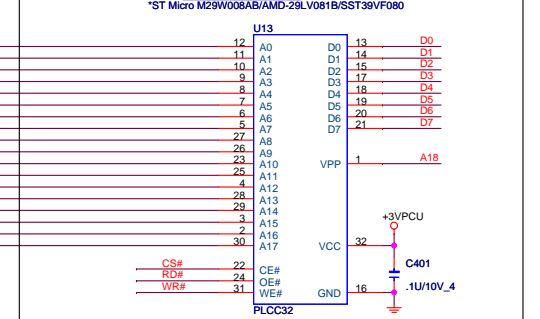 *ST Micro M29W008AB/AMD-29LV081B/SST39VF080
U13
12 A0 D0 13 D0
11 A1 D1 14 D1
10 A2 D2 15 D2
9 A3 D3 17 D3
8 A4 D4 18 D4
7 A5 D5 19 D5
6 A6 D6 20 D6
5 A7 D7 21 D7
27 A8
26 A9
23 A10 VPP 1 A18
25 A11
4 A12
28 A13
29 A14
3 A15
2 A16
+3VPCU
30 A17 VCC 32
CS# 22 CE#
C401
RD# 24 OE#
WR# 31 WE# GND 16
.1U/10V_4
PLCC32